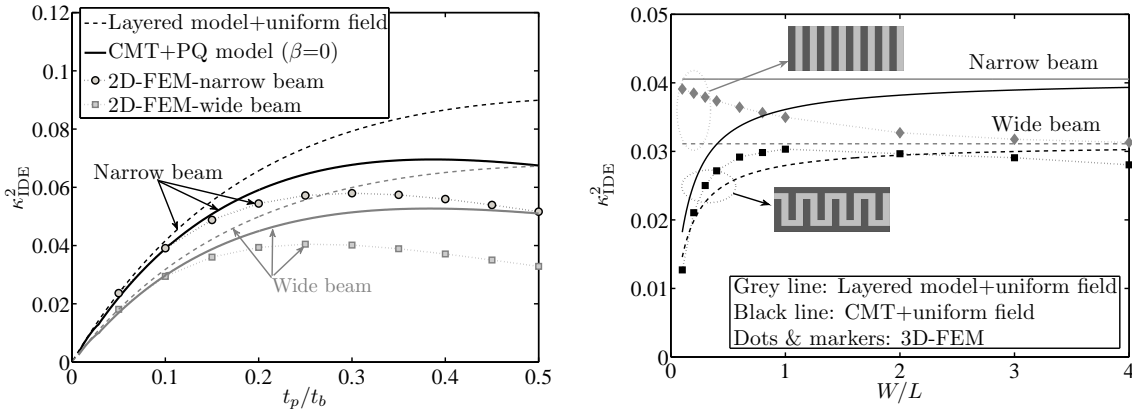 0.12
0.10
0.08
0.06
0.04
0.02
0
κ²IDE
Layered model+uniform field
CMT+PQ model (β=0)
2D-FEM-narrow beam
2D-FEM-wide beam
Narrow beam
Wide beam
0 0.1 0.2 0.3 0.4 0.5
tp/tb
0.05
0.04
0.03
0.02
0.01
0
κ²IDE
Narrow beam
Wide beam
Grey line: Layered model+uniform field
Black line: CMT+uniform field
Dots & markers: 3D-FEM
0 1 2 3 4
W/L